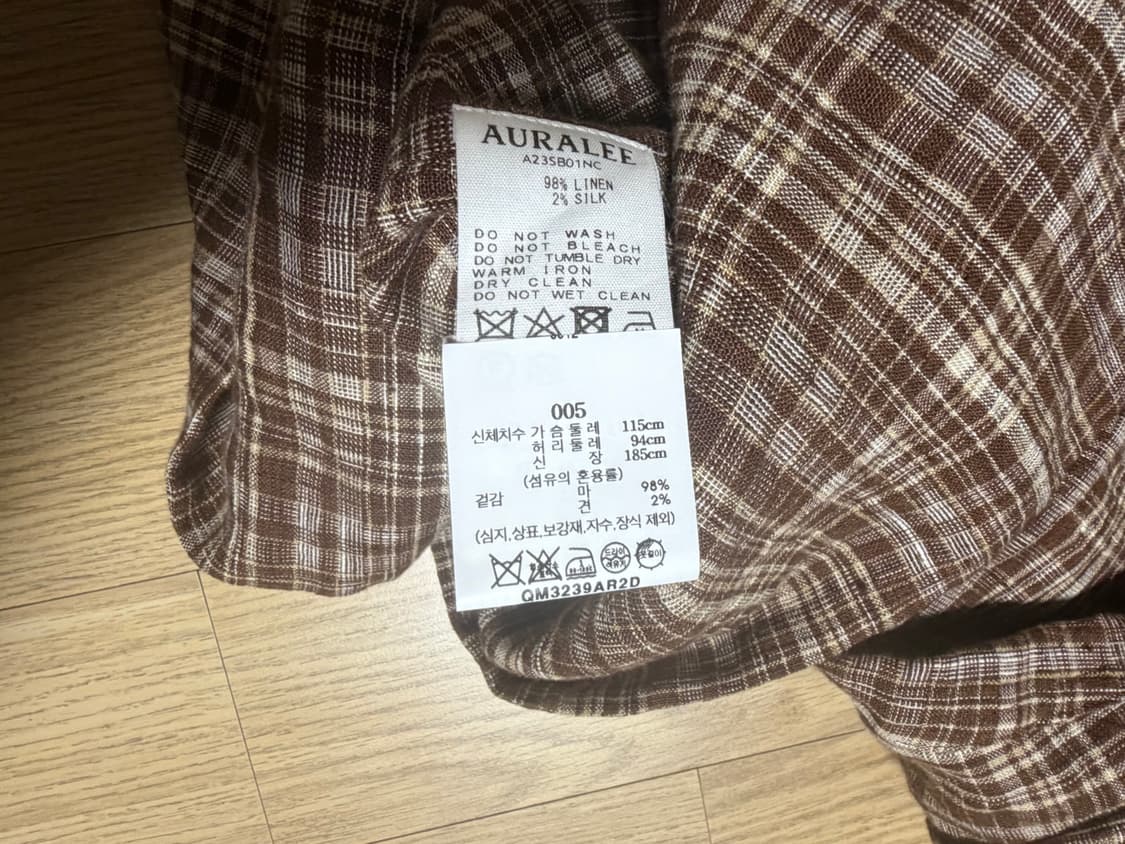 AURALEE
A23SB01NC
98% LINEN
2% SILK
DO NOT WASH
DO NOT BLEACH
DO NOT TUMBLE DRY
WARM IRON
DRY CLEAN
DO NOT WET CLEAN
005
신체치수 가슴둘레 115cm
허리둘레 94cm
신 장 185cm
(섬유의 혼용률)
겉감 마 98%
견 2%
(심지,상표,보강재,자수,장식 제외)
드라이
QM3239AR2D